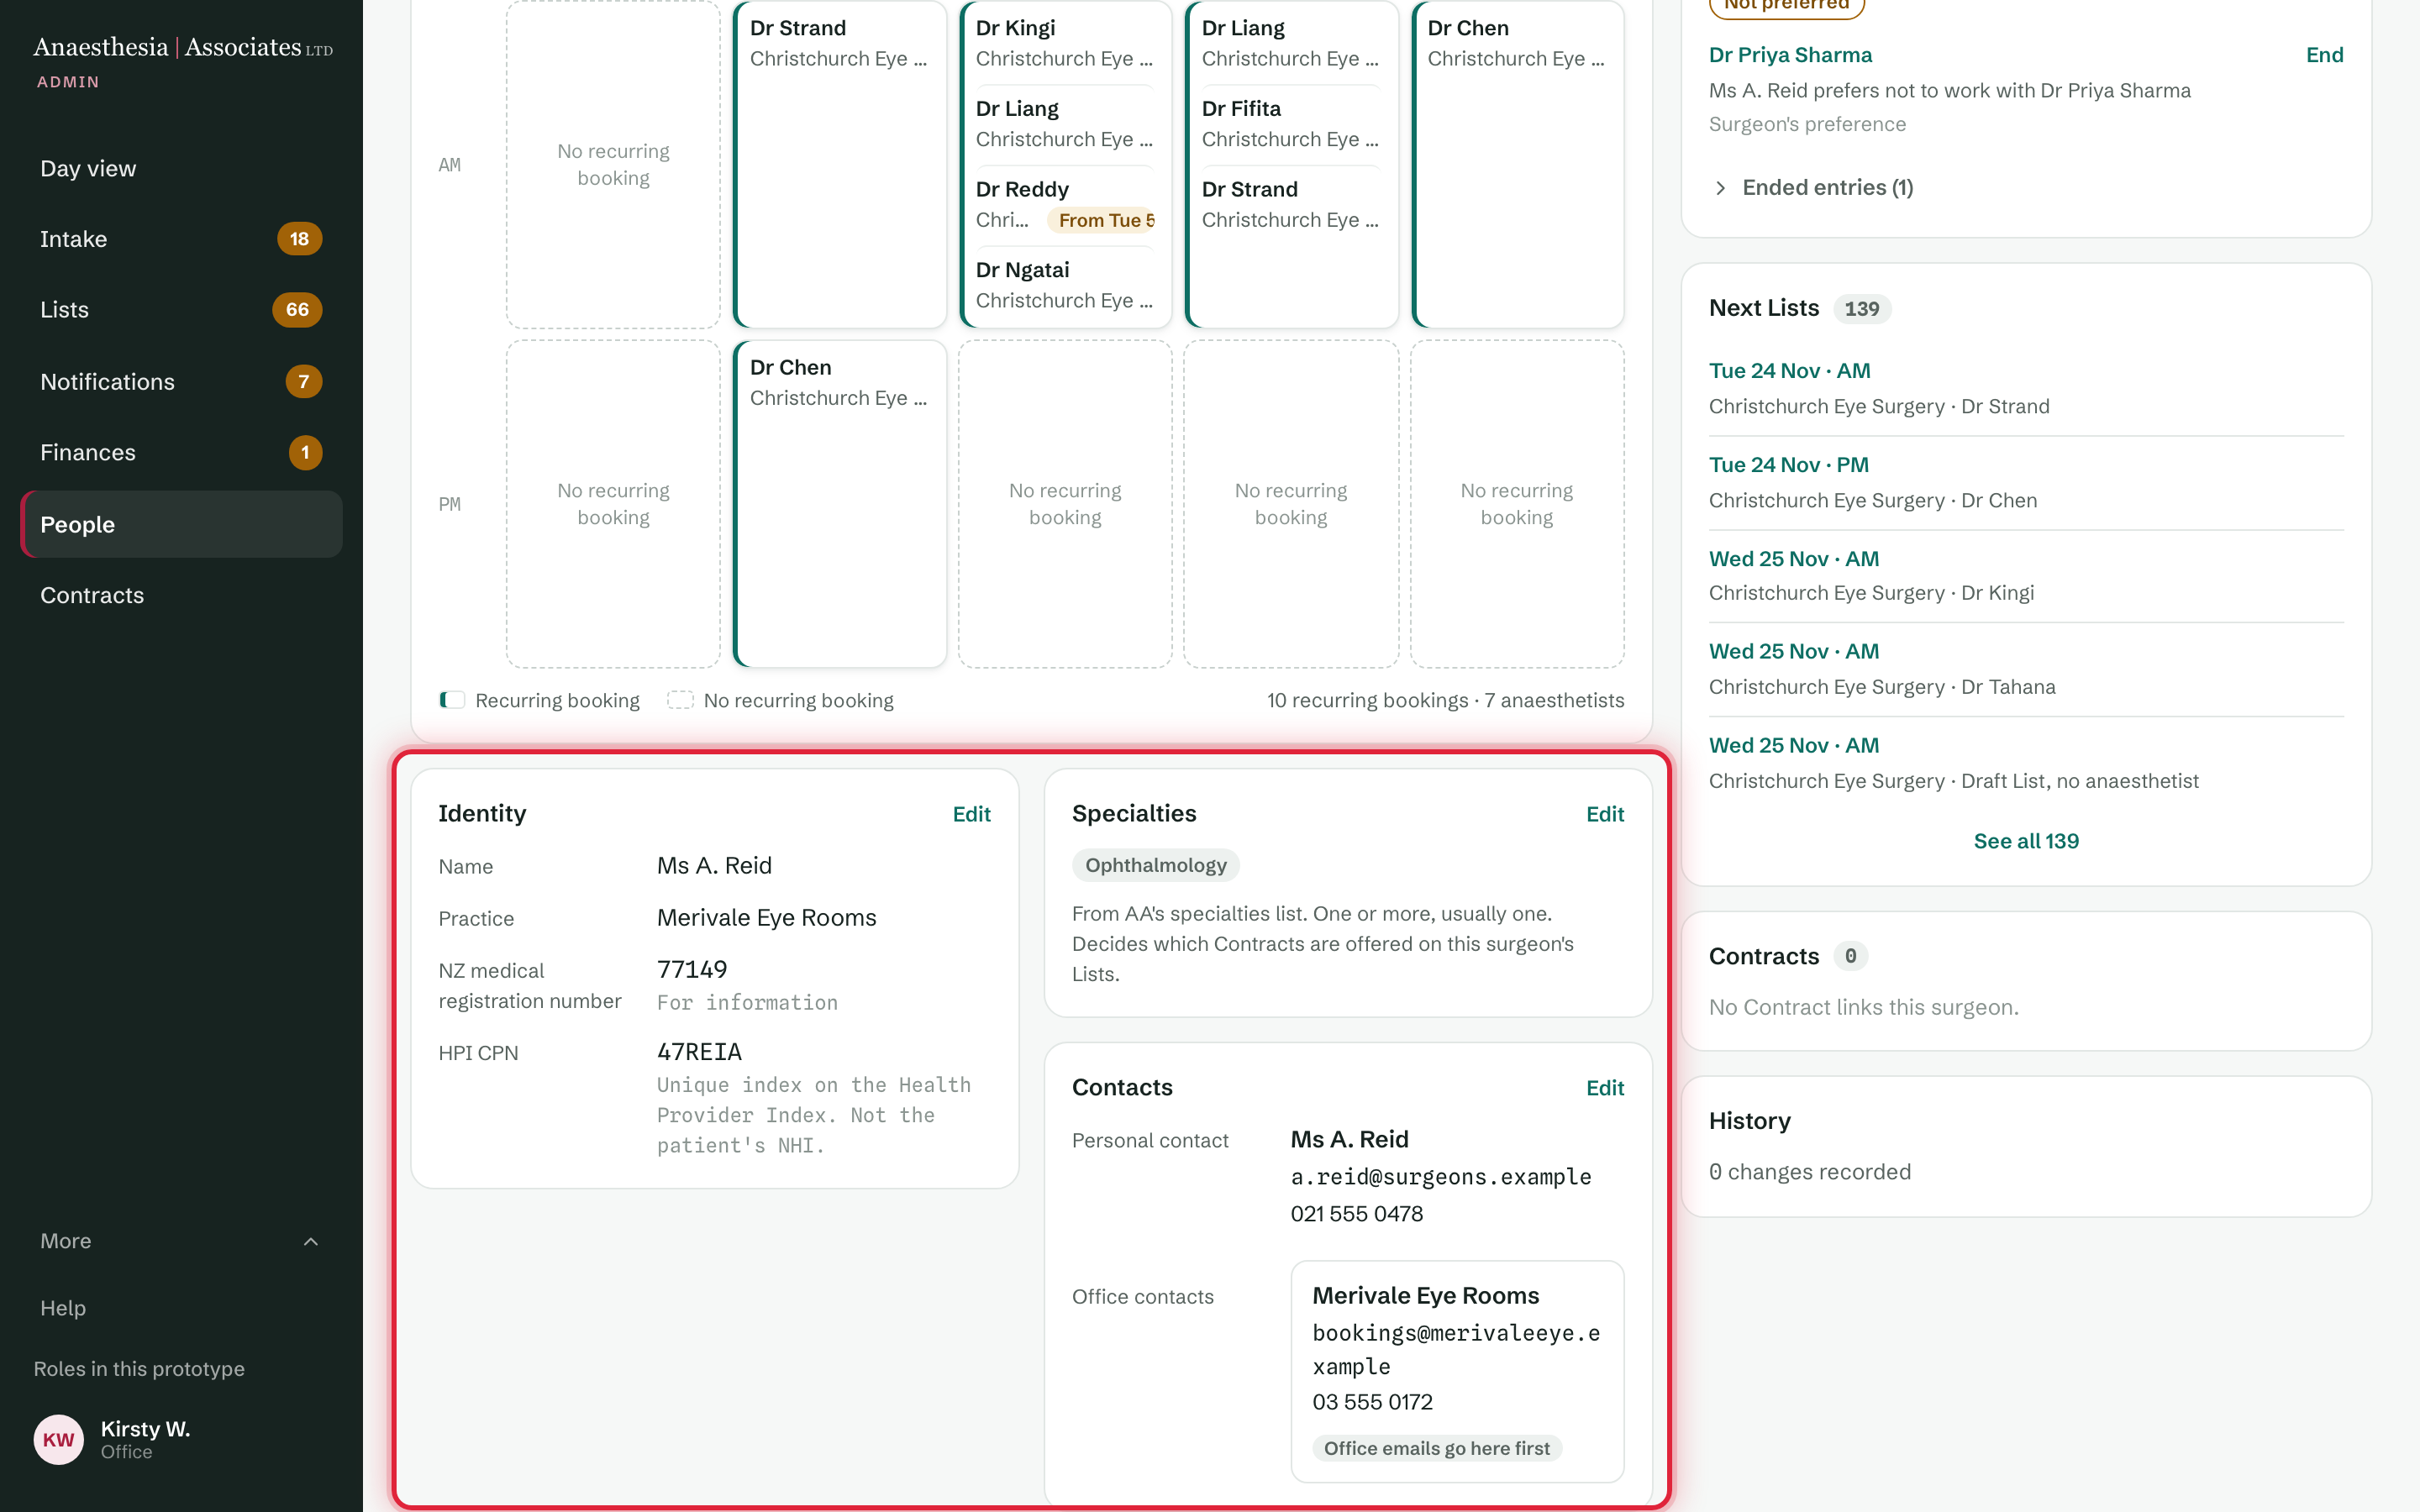 Anaesthesia | Associates LTD
ADMIN
Day view
Intake 18
Lists 66
Notifications 7
Finances 1
People
Contracts
More
Help
Roles in this prototype
KW
Kirsty W.
Office
AM
No recurring
booking
Dr Strand
Christchurch Eye ...
Dr Kingi
Christchurch Eye ...
Dr Liang
Christchurch Eye ...
Dr Reddy
Chri... From Tue 5
Dr Ngatai
Christchurch Eye ...
Dr Liang
Christchurch Eye ...
Dr Fifita
Christchurch Eye ...
Dr Strand
Christchurch Eye ...
Dr Chen
Christchurch Eye ...
PM
No recurring
booking
Dr Chen
Christchurch Eye ...
No recurring
booking
No recurring
booking
No recurring
booking
Recurring booking No recurring booking 10 recurring bookings · 7 anaesthetists
Identity Edit
Name Ms A. Reid
Practice Merivale Eye Rooms
NZ medical
registration number
77149
For information
HPI CPN 47REIA
Unique index on the Health
Provider Index. Not the
patient's NHI.
Specialties Edit
Ophthalmology
From AA's specialties list. One or more, usually one.
Decides which Contracts are offered on this surgeon's
Lists.
Contacts Edit
Personal contact Ms A. Reid
a.reid@surgeons.example
021 555 0478
Office contacts Merivale Eye Rooms
bookings@merivaleeye.e
xample
03 555 0172
Office emails go here first
Not preferred
Dr Priya Sharma End
Ms A. Reid prefers not to work with Dr Priya Sharma
Surgeon's preference
Ended entries (1)
Next Lists 139
Tue 24 Nov · AM
Christchurch Eye Surgery · Dr Strand
Tue 24 Nov · PM
Christchurch Eye Surgery · Dr Chen
Wed 25 Nov · AM
Christchurch Eye Surgery · Dr Kingi
Wed 25 Nov · AM
Christchurch Eye Surgery · Dr Tahana
Wed 25 Nov · AM
Christchurch Eye Surgery · Draft List, no anaesthetist
See all 139
Contracts 0
No Contract links this surgeon.
History
0 changes recorded